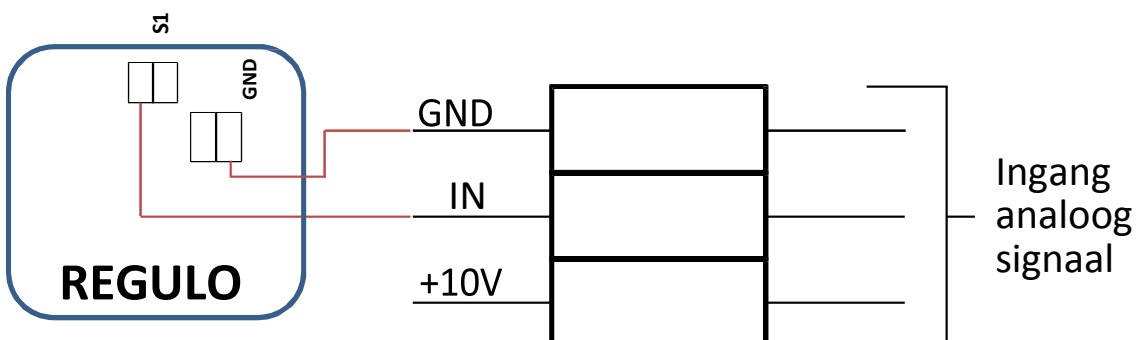 S1
GND
GND
IN
+10V
REGULO
Ingang
analoog
signaal